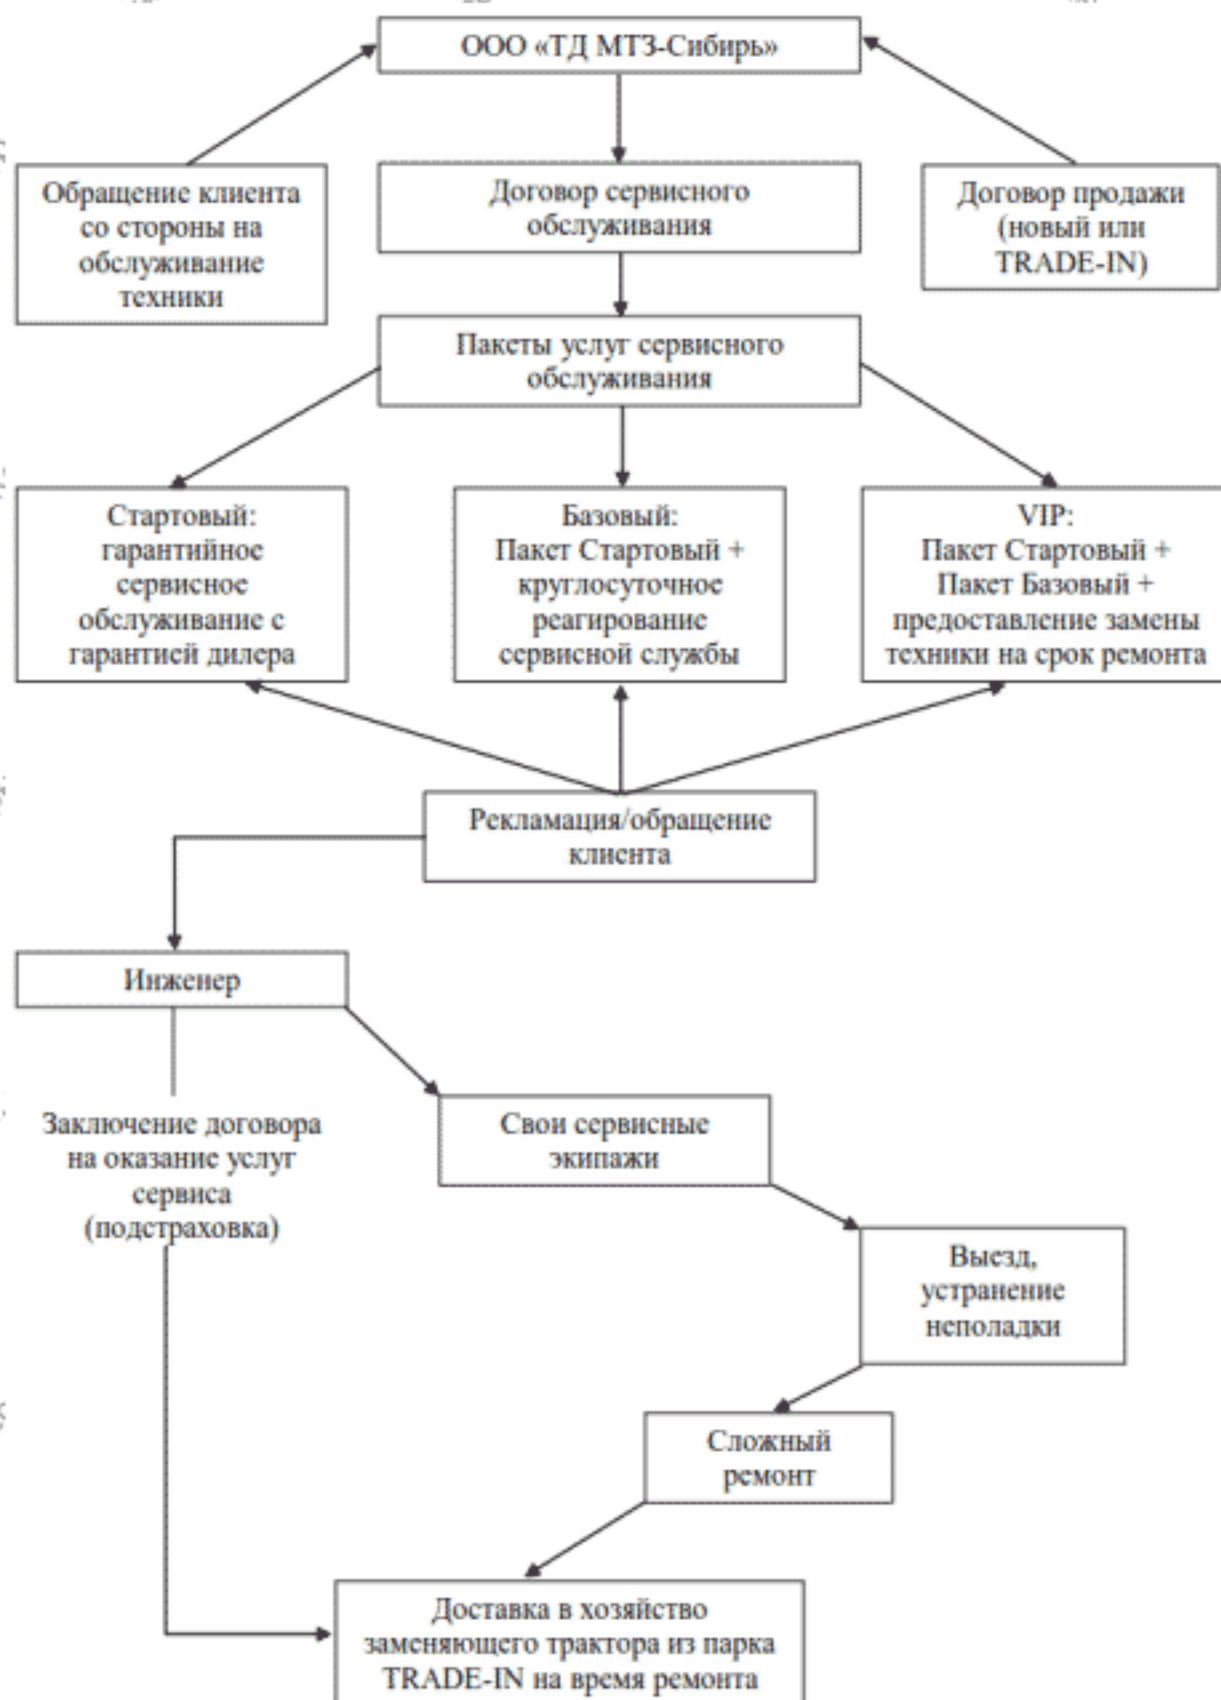 ООО «ТД МТЗ-Сибирь»
Обращение клиента
со стороны на
обслуживание
техники
Договор сервисного
обслуживания
Договор продажи
(новый или
TRADE-IN)
Пакеты услуг сервисного
обслуживания
Стартовый:
гарантийное
сервисное
обслуживание с
гарантией дилера
Базовый:
Пакет Стартовый +
круглосуточное
реагирование
сервисной службы
VIP:
Пакет Стартовый +
Пакет Базовый +
предоставление замены
техники на срок ремонта
Рекламация/обращение
клиента
Инженер
Заключение договора
на оказание услуг
сервиса
(подстраховка)
Свои сервисные
экипажи
Выезд,
устранение
неполадки
Сложный
ремонт
Доставка в хозяйство
заменяющего трактора из парка
TRADE-IN на время ремонта